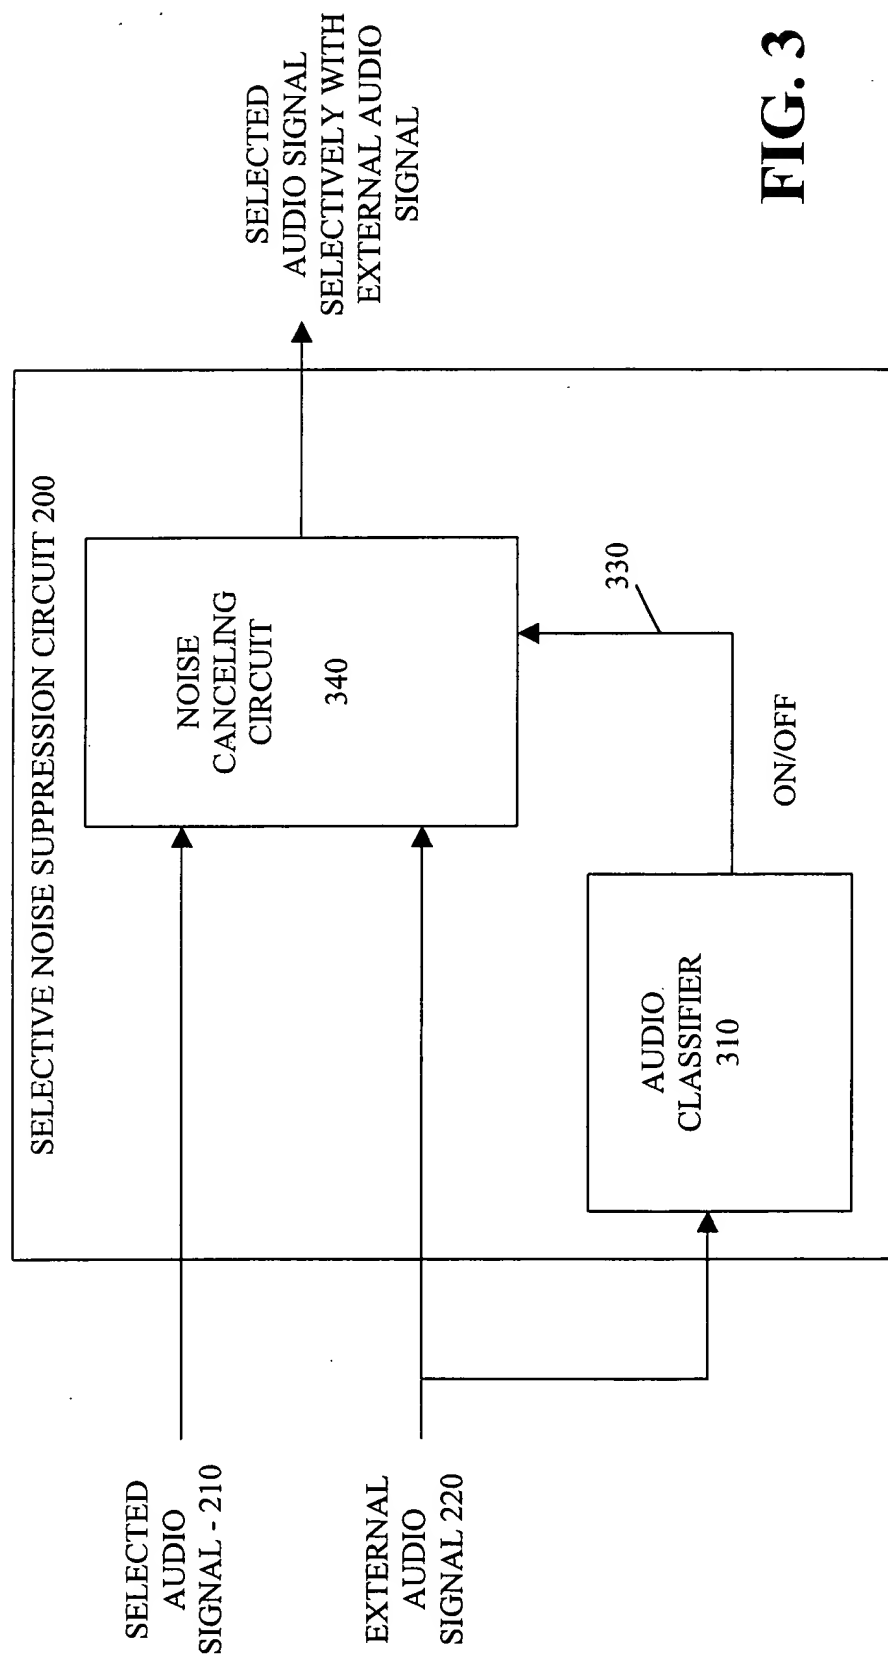 SELECTIVE NOISE SUPPRESSION CIRCUIT 200
SELECTED
AUDIO
SIGNAL - 210
EXTERNAL
AUDIO
SIGNAL 220
NOISE
CANCELING
CIRCUIT
340
AUDIO
CLASSIFIER
310
ON/OFF
330
SELECTED
AUDIO SIGNAL
SELECTIVELY WITH
EXTERNAL AUDIO
SIGNAL
FIG. 3